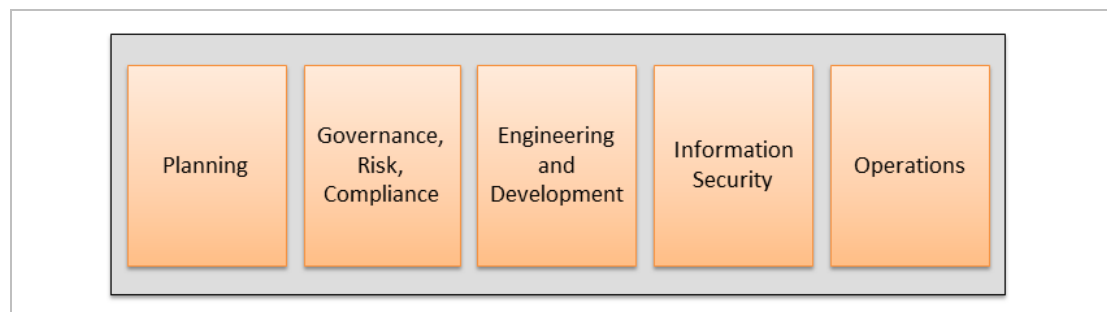 Planning
Governance,
Risk,
Compliance
Engineering
and
Development
Information
Security
Operations